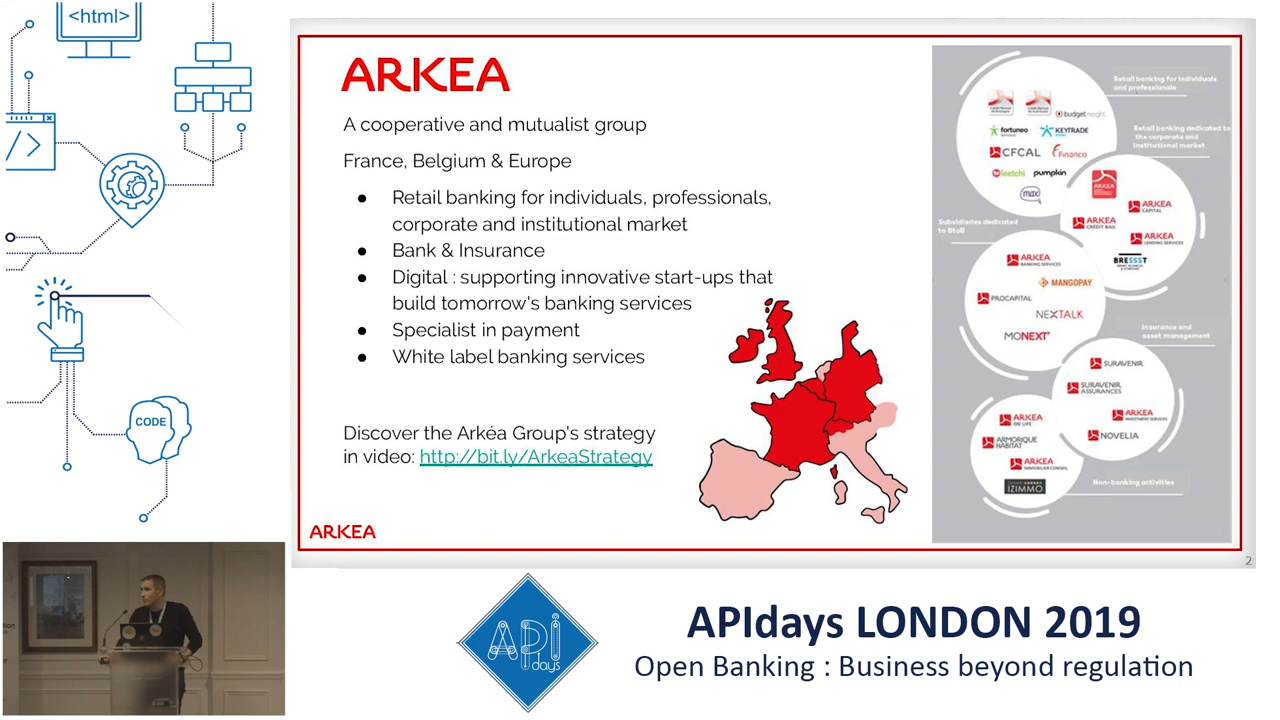 <html>
</>
CODE
ARKEA
A cooperative and mutualist group
France, Belgium & Europe
● Retail banking for individuals, professionals,
corporate and institutional market
● Bank & Insurance
● Digital : supporting innovative start-ups that
build tomorrow's banking services
● Specialist in payment
● White label banking services
Discover the Arkéa Group's strategy
in video: http://bit.ly/ArkeaStrategy
ARKEA
Retail banking for individuals
and professionals
budget insight
fortuneo
KEYTRADE
CFCAL
Financo
leetchi
pumpkin
max
Retail banking dedicated to
the corporate and
institutional market
ARKEA
ARKEA
CAPITAL
ARKEA
CREDIT BAIL
ARKEA
LENDING SERVICES
BRESSST
Subsidiaries dedicated
to BtoB
ARKEA
BANKING SERVICES
MANGOPAY
PROCAPITAL
NEXTALK
MONEXT
Insurance and
asset management
SURAVENIR
SURAVENIR
ASSURANCES
ARKEA
INVESTMENT SERVICES
NOVELIA
ARKEA
ON LIFE
ARMORIQUE
HABITAT
ARKEA
IMMOBILIER CONSEIL
IZIMMO
Non-banking activities
2
API
days
APIdays LONDON 2019
Open Banking : Business beyond regulation